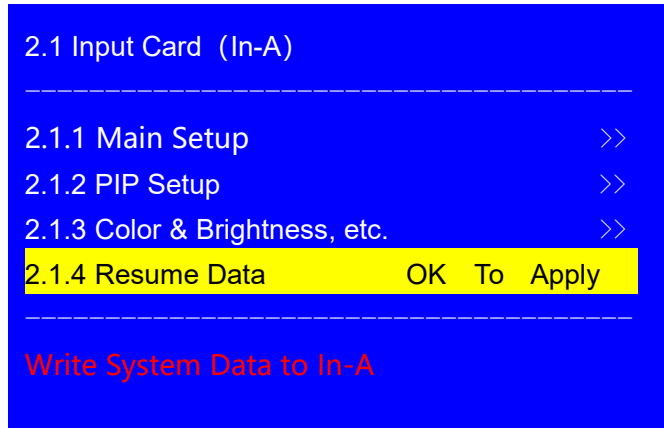 2.1 Input Card（In-A）
2.1.1 Main Setup >>
2.1.2 PIP Setup >>
2.1.3 Color & Brightness, etc. >>
2.1.4 Resume Data OK To Apply
Write System Data to In-A